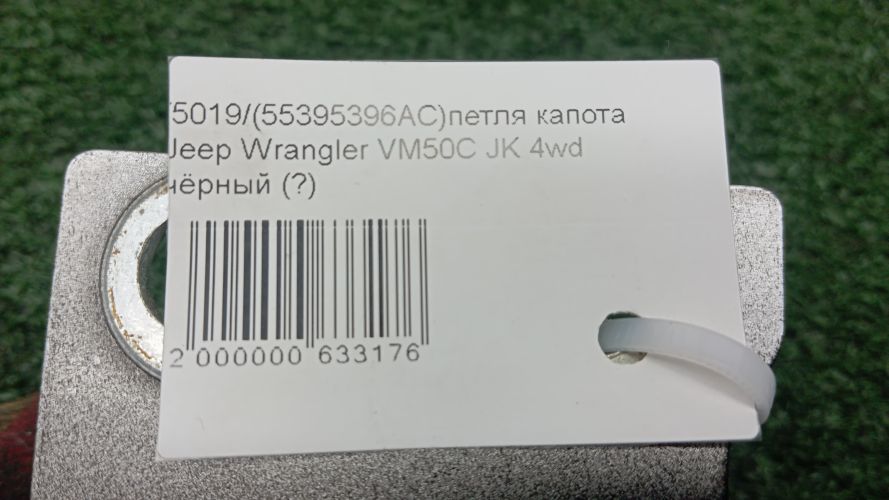 5019/(55395396AC)петля капота
Jeep Wrangler VM50C JK 4wd
чёрный (?)
2 000000 633176